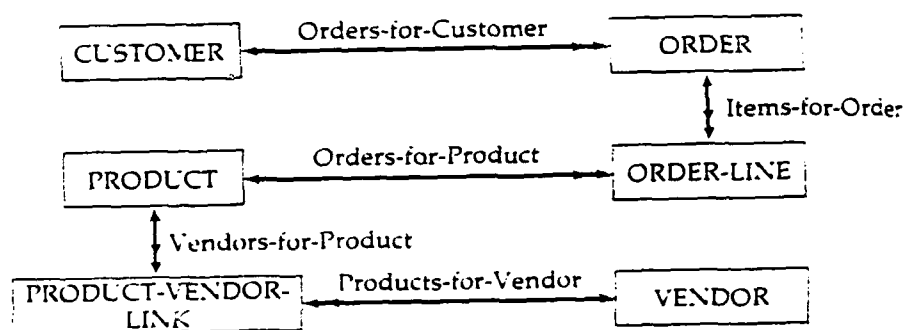 Orders-for-Customer
CUSTOMER
ORDER
Items-for-Order
Orders-for-Product
PRODUCT
ORDER-LINE
Vendors-for-Product
Products-for-Vendor
PRODUCT-VENDOR-
LINK
VENDOR